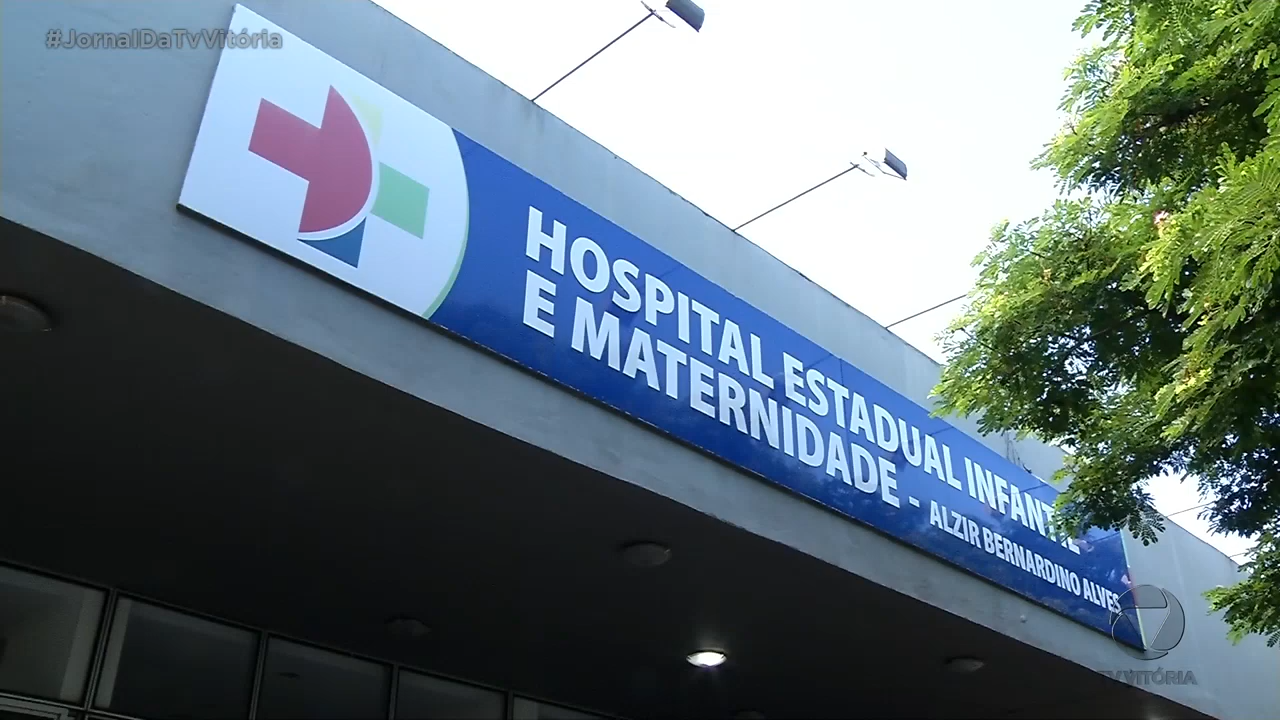 #JornalDaTvVitória
HOSPITAL ESTADUAL INFANTIL
E MATERNIDADE - ALZIR BERNARDINO ALVES
TV VITÓRIA